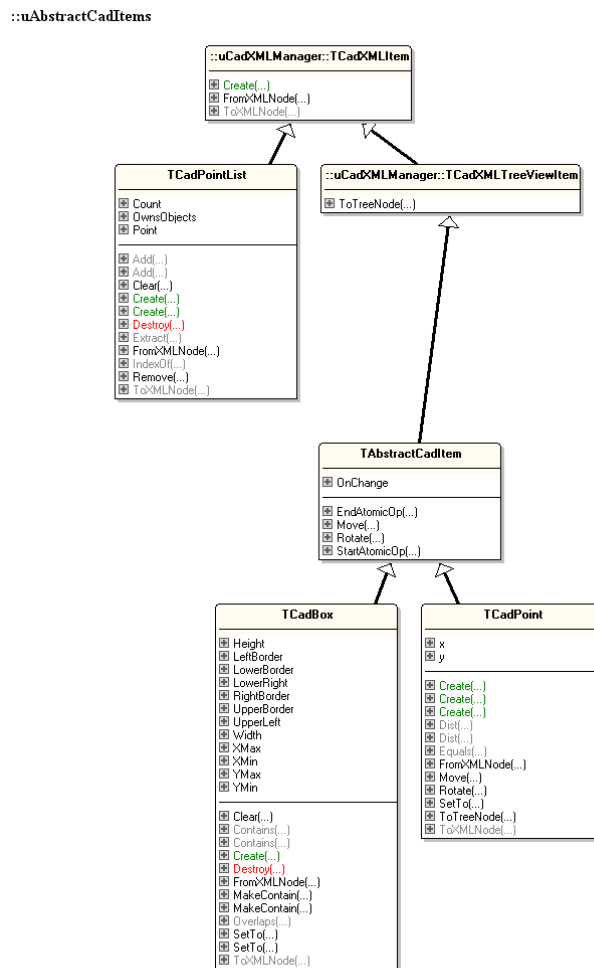 ::uAbstractCadItems
::uCadXMLManager::TCadXMLItem
Create(...)
FromXMLNode(...)
ToXMLNode(...)
TCadPointList
Count
OwnsObjects
Point
Add(...)
Add(...)
Clear(...)
Create(...)
Create(...)
Destroy(...)
Extract(...)
FromXMLNode(...)
IndexOf(...)
Remove(...)
ToXMLNode(...)
::uCadXMLManager::TCadXMLTreeViewItem
ToTreeNode(...)
TAbstractCadItem
OnChange
EndAtomicOp(...)
Move(...)
Rotate(...)
StartAtomicOp(...)
TCadBox
Height
LeftBorder
LowerBorder
LowerRight
RightBorder
UpperBorder
UpperLeft
Width
XMax
XMin
YMax
YMin
Clear(...)
Contains(...)
Contains(...)
Create(...)
Destroy(...)
FromXMLNode(...)
MakeContain(...)
MakeContain(...)
Overlaps(...)
SetTo(...)
SetTo(...)
ToXMLNode(...)
TCadPoint
x
y
Create(...)
Create(...)
Create(...)
Dist(...)
Dist(...)
Equals(...)
FromXMLNode(...)
Move(...)
Rotate(...)
SetTo(...)
ToTreeNode(...)
ToXMLNode(...)